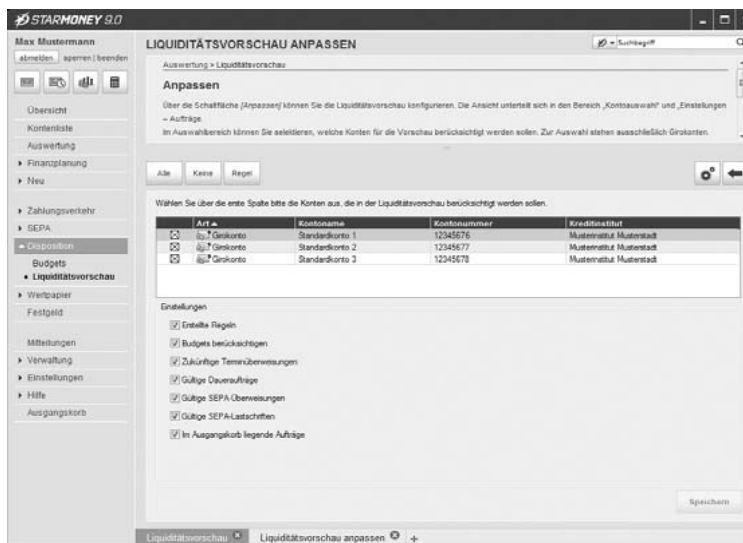 STARMONEY 9.0
Max Mustermann
abmelden sperren | beenden
Übersicht
Kontenliste
Auswertung
Finanzplanung
Neu
Zahlungsverkehr
SEPA
Disposition
Budgets
Liquiditätsvorschau
Wertpapier
Festgeld
Mitteilungen
Verwaltung
Einstellungen
Hilfe
Ausgangskorb
LIQUIDITÄTSVORSCHAU ANPASSEN
Suchbegriff
Auswertung > Liquiditätsvorschau
Anpassen
Über die Schaltfläche [Anpassen] können Sie die Liquiditätsvorschau konfigurieren. Die Ansicht unterteilt sich in den Bereich „Kontoauswahl“ und „Einstellungen
– Aufträge.
Im Auswahlbereich können Sie selektieren, welche Konten für die Vorschau berücksichtigt werden sollen. Zur Auswahl stehen ausschließlich Girokonten.
Alle Keine Regel
Wählen Sie über die erste Spalte bitte die Konten aus, die in der Liquiditätsvorschau berücksichtigt werden sollen.
Art Kontoname Kontonummer Kreditinstitut
Girokonto Standardkonto 1 12345676 Musterinstitut Musterstadt
Girokonto Standardkonto 2 12345677 Musterinstitut Musterstadt
Girokonto Standardkonto 3 12345678 Musterinstitut Musterstadt
Einstellungen
Erstellte Regeln
Budgets berücksichtigen
Zukünftige Terminüberweisungen
Gültige Daueraufträge
Gültige SEPA-Überweisungen
Gültige SEPA-Lastschriften
Im Ausgangskorb liegende Aufträge
Speichern
Liquiditätsvorschau Liquiditätsvorschau anpassen +